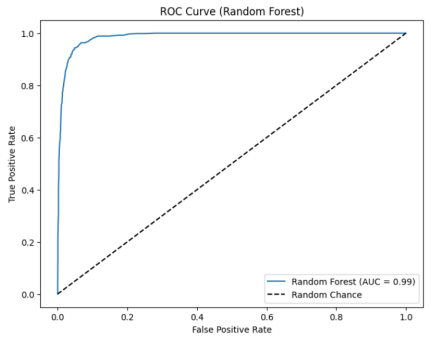 ROC Curve (Random Forest)
True Positive Rate
1.0
0.8
0.6
0.4
0.2
0.0
Random Forest (AUC = 0.99)
Random Chance
0.0 0.2 0.4 0.6 0.8 1.0
False Positive Rate